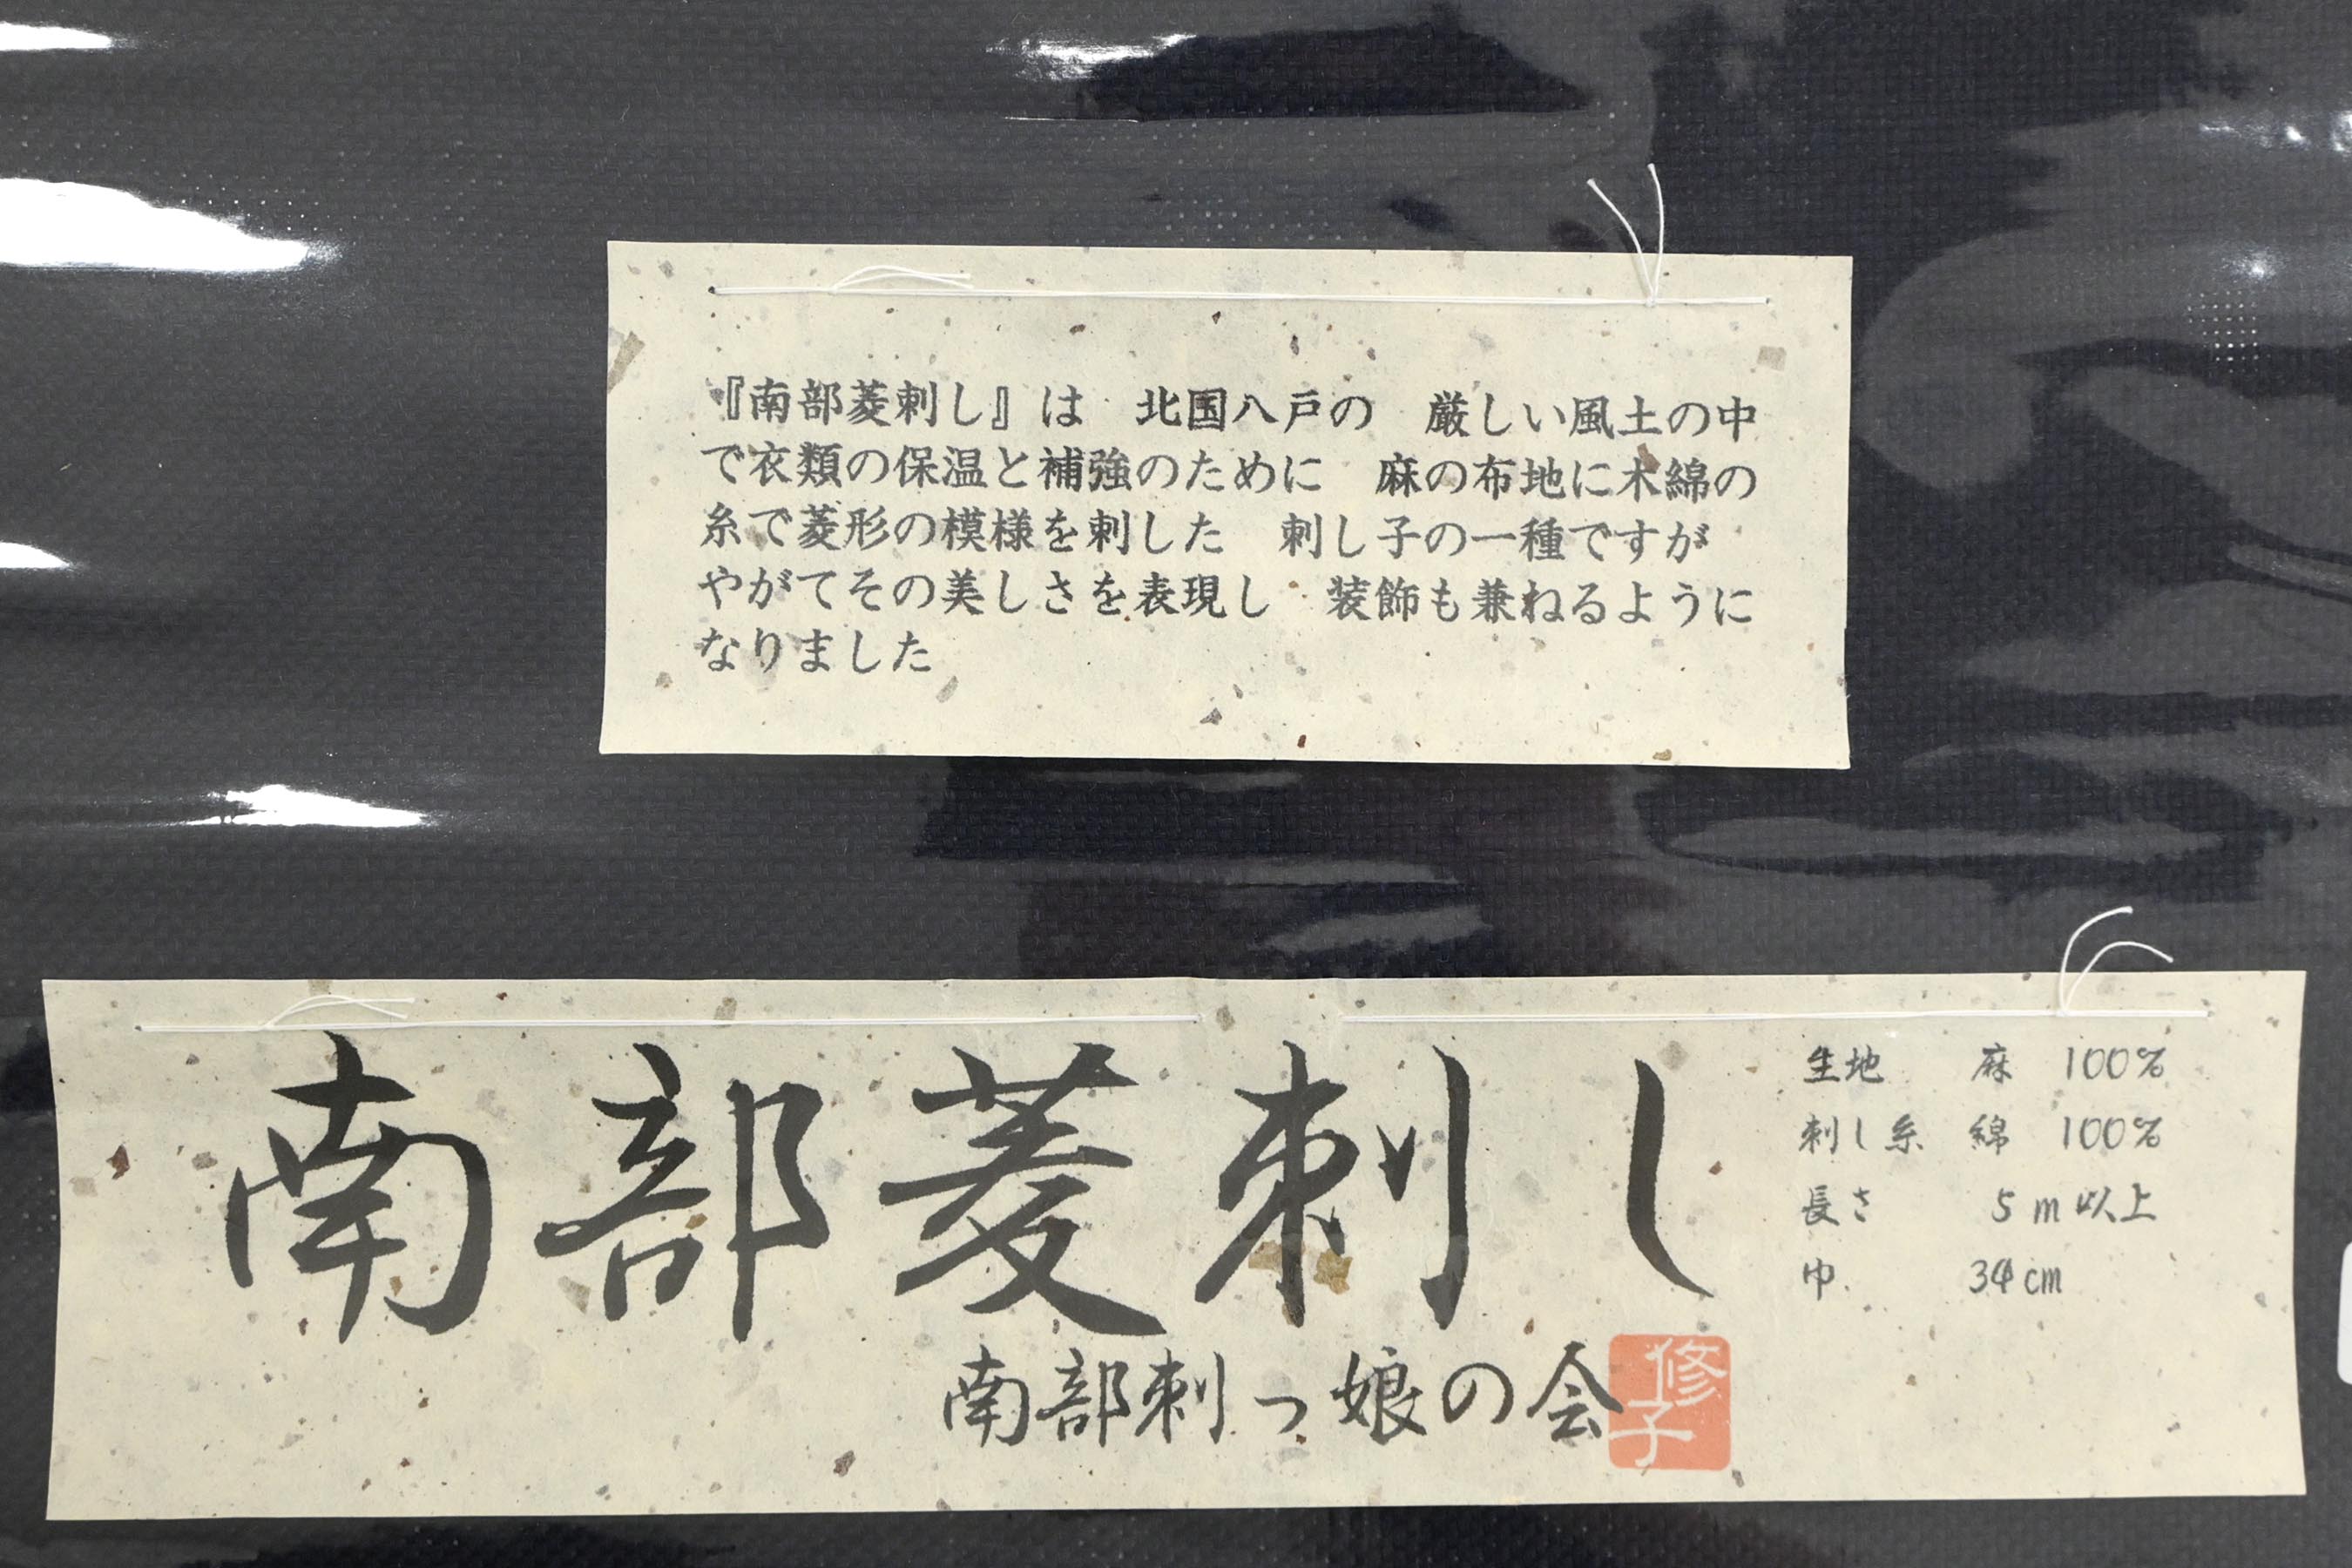 『南部菱刺し』は　北国八戸の　厳しい風土の中
で衣類の保温と補強のために　麻の布地に木綿の
糸で菱形の模様を刺した　刺し子の一種ですが
やがてその美しさを表現し　装飾も兼ねるように
なりました
南部菱刺し
生地　麻　100%
刺し糸　綿　100%
長さ　5m以上
巾　34cm
南部刺っ娘の会
修子